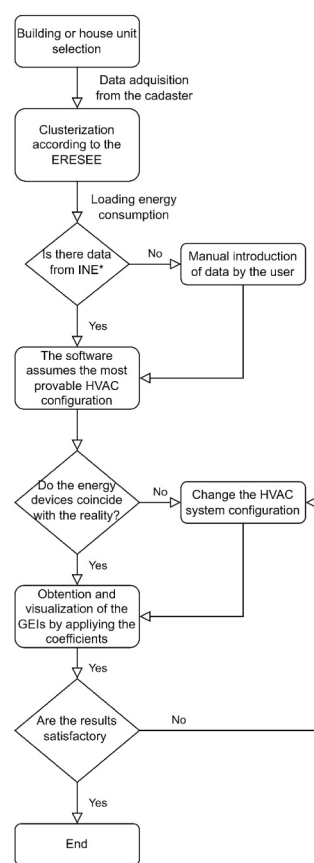 Building or house unit
selection
Data adquisition
from the cadaster
Clusterization
according to the
ERESEE
Loading energy
consumption
Is there data
from INE*
No
Manual introduction
of data by the user
Yes
The software
assumes the most
provable HVAC
configuration
Do the energy
devices coincide
with the reality?
No
Change the HVAC
system configuration
Yes
Obtention and
visualization of the
GEIs by applying the
coefficients
Yes
Are the results
satisfactory
No
Yes
End